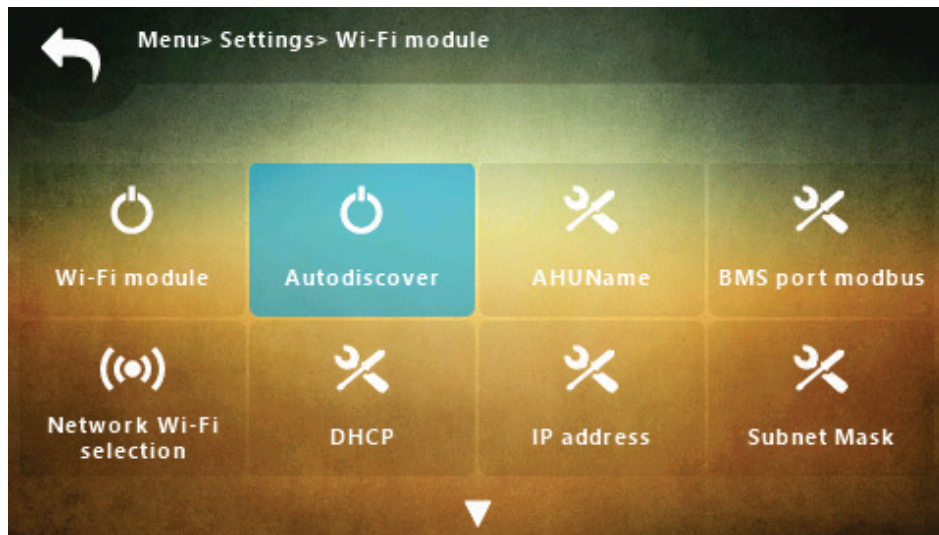 Menu> Settings> Wi-Fi module
Wi-Fi module
Autodiscover
AHUName
BMS port modbus
Network Wi-Fi
selection
DHCP
IP address
Subnet Mask